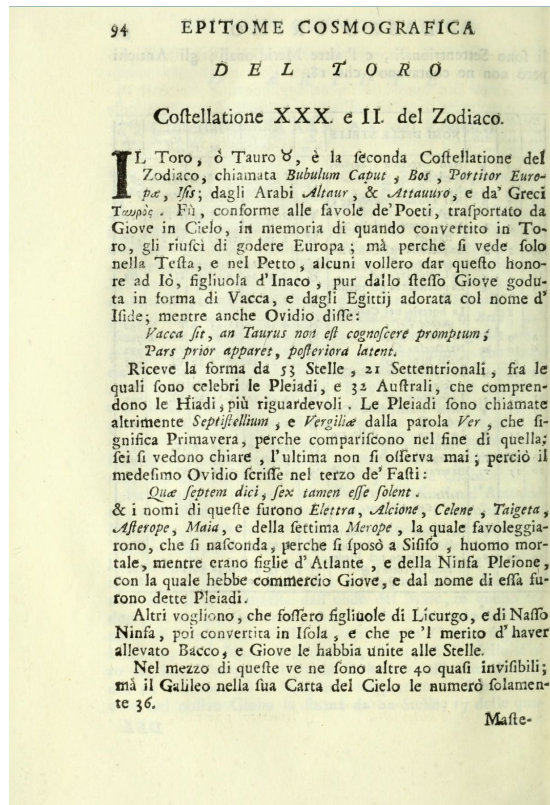 94 EPITOME COSMOGRAFICA
DEL TORO
Coſtellatione XXX. e II. del Zodiaco.
IL Toro, ò Tauro ♉, è la ſeconda Coſtellatione del
Zodiaco, chiamata Bubulum Caput, Bos, Portitor Euro-
pæ, Iſis; dagli Arabi Altaur, & Attauuro, e da' Greci
Ταυρὸς. Fù, conforme alle favole de'Poeti, traſportato da
Giove in Cielo, in memoria di quando convertito in To-
ro, gli riuſcì di godere Europa; mà perche ſi vede ſolo
nella Teſta, e nel Petto, alcuni vollero dar queſto hono-
re ad Iò, figliuola d'Inaco, pur dallo ſteſſo Giove godu-
ta in forma di Vacca, e dagli Egittij adorata col nome d'
Iſide; mentre anche Ovidio diſſe:
Vacca ſit, an Taurus non eſt cognoſcere promptum;
Pars prior apparet, poſteriora latent.
Riceve la forma da 53 Stelle, 21 Settentrionali, fra le
quali ſono celebri le Pleiadi, e 32 Auſtrali, che compren-
dono le Hiadi, più riguardevoli. Le Pleiadi ſono chiamate
altrimente Septiſtellium, e Vergiliæ dalla parola Ver, che ſi-
gnifica Primavera, perche compariſcono nel fine di quella;
ſei ſi vedono chiare, l'ultima non ſi oſſerva mai; perciò il
medeſimo Ovidio ſcriſſe nel terzo de' Faſti:
Quæ ſeptem dici, ſex tamen eſſe ſolent.
& i nomi di queſte furono Elettra, Alcione, Celene, Taigeta,
Aſterope, Maia, e della ſettima Merope, la quale favoleggia-
rono, che ſi naſconda, perche ſi ſposò a Siſifo, huomo mor-
tale, mentre erano figlie d'Atlante, e della Ninfa Pleione,
con la quale hebbe commercio Giove, e dal nome di eſſa fu-
rono dette Pleiadi.
Altri vogliono, che foſſero figliuole di Licurgo, e di Naſſo
Ninfa, poi convertita in Iſola, e che pe'l merito d'haver
allevato Bacco, e Giove le habbia unite alle Stelle.
Nel mezzo di queſte ve ne ſono altre 40 quaſi inviſibili;
mà il Galileo nella ſua Carta del Cielo le numerò ſolamen-
te 36.
Maſte-